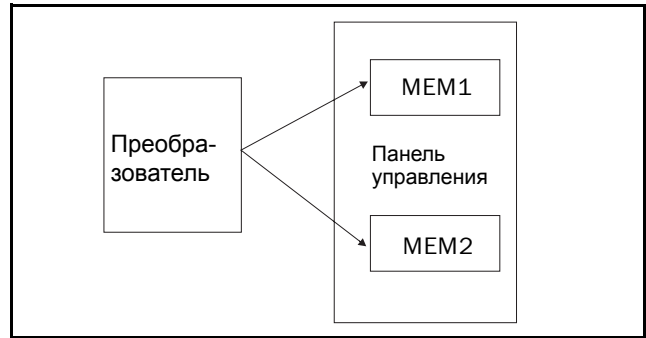 Преобра-
зователь
MEM1
Панель
управления
MEM2